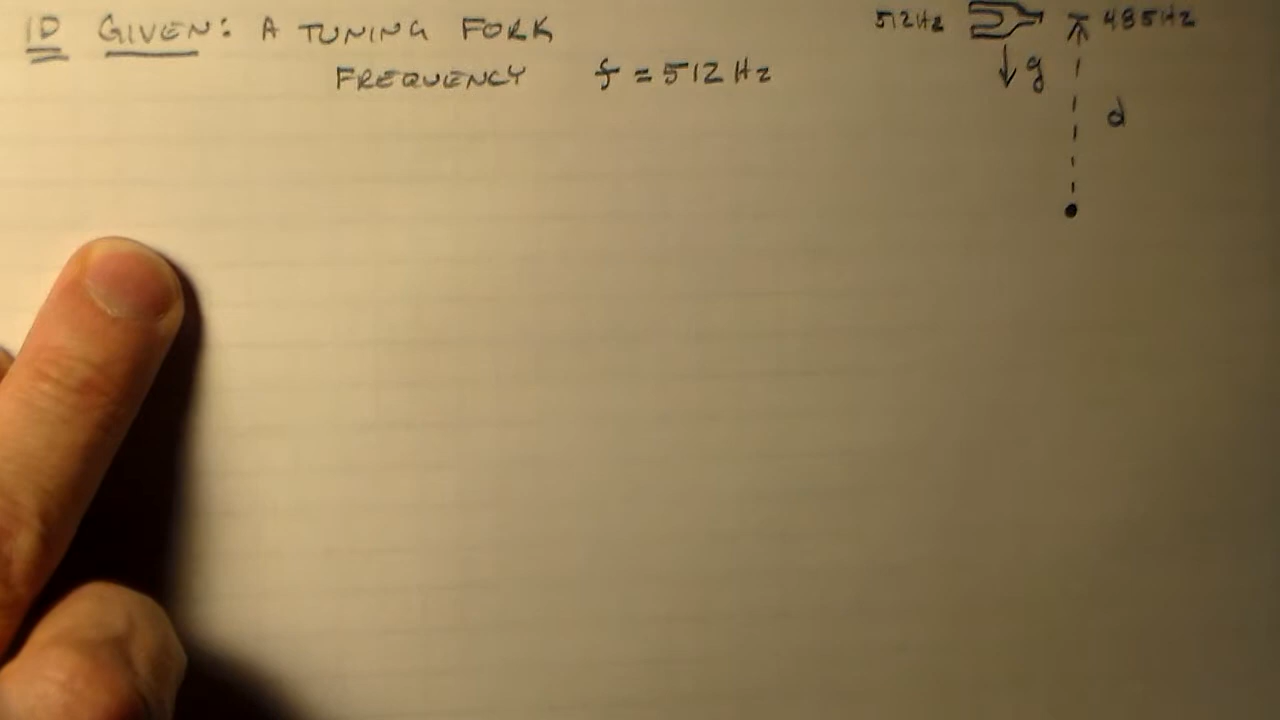 1D GIVEN: A TUNING FORK
FREQUENCY f = 512 Hz
512Hz
485Hz
g
d